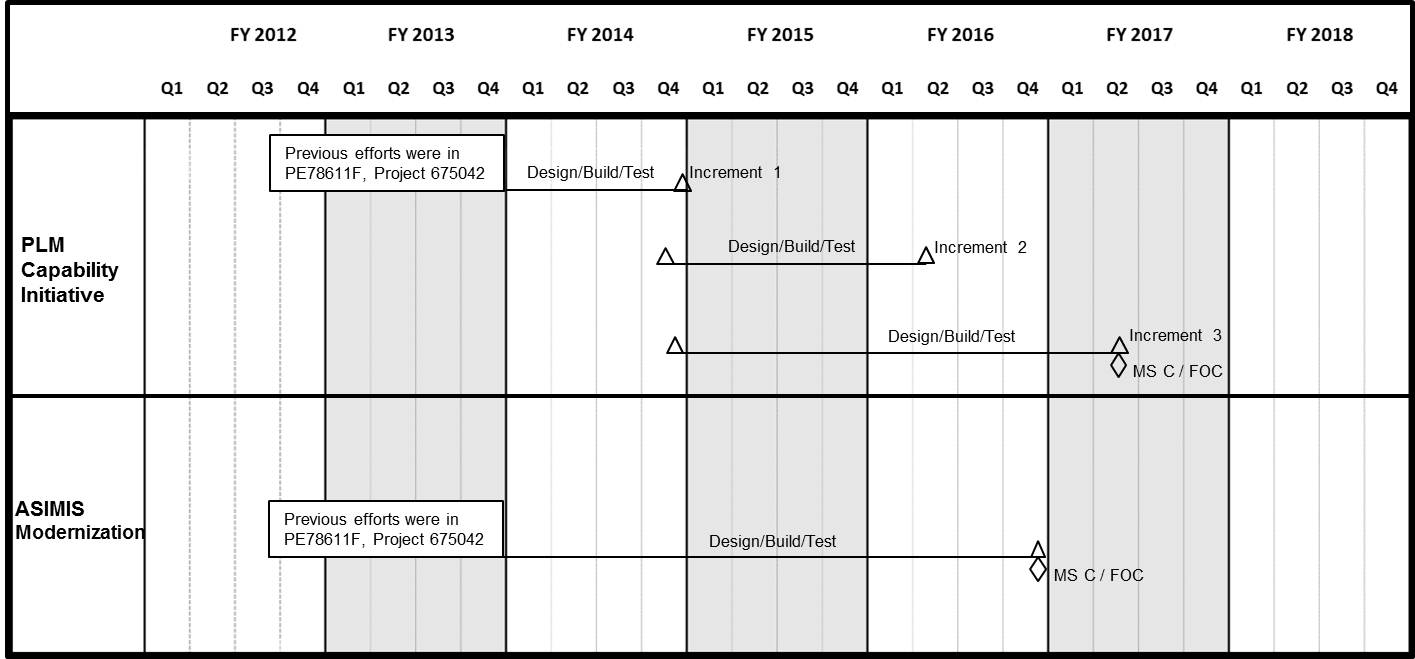 FY 2012 FY 2013 FY 2014 FY 2015 FY 2016 FY 2017 FY 2018
Q1 Q2 Q3 Q4 Q1 Q2 Q3 Q4 Q1 Q2 Q3 Q4 Q1 Q2 Q3 Q4 Q1 Q2 Q3 Q4 Q1 Q2 Q3 Q4 Q1 Q2 Q3 Q4
PLM
Capability
Initiative
Previous efforts were in
PE78611F, Project 675042
Design/Build/Test
Increment 1
Design/Build/Test
Increment 2
Design/Build/Test
Increment 3
MS C / FOC
ASIMIS
Modernization
Previous efforts were in
PE78611F, Project 675042
Design/Build/Test
MS C / FOC